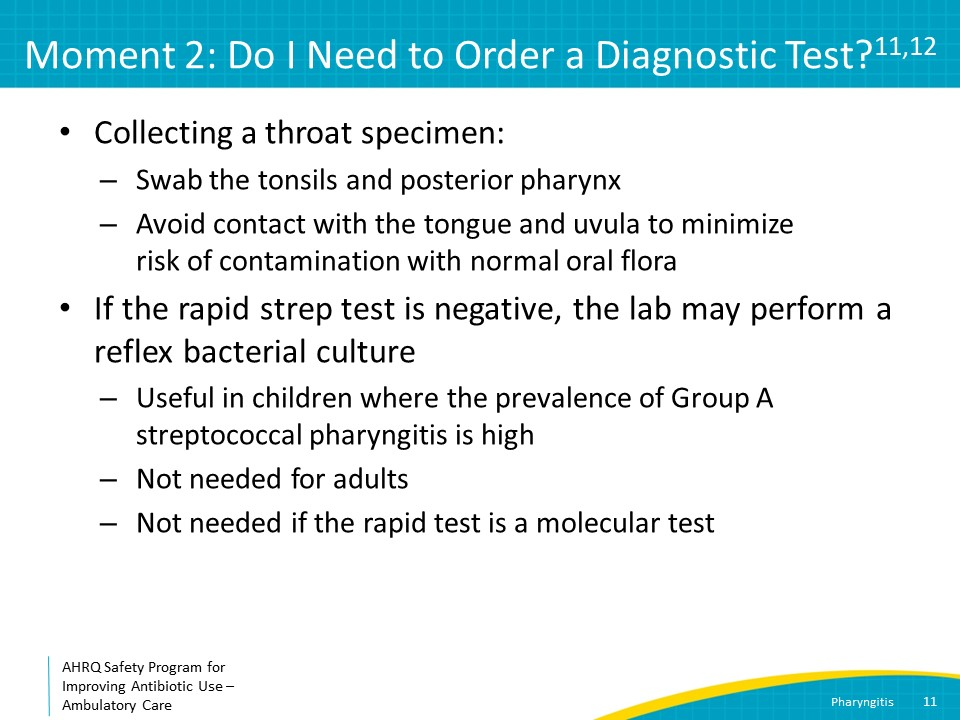 Moment 2: Do I Need to Order a Diagnostic Test?11,12
• Collecting a throat specimen:
– Swab the tonsils and posterior pharynx
– Avoid contact with the tongue and uvula to minimize
risk of contamination with normal oral flora
• If the rapid strep test is negative, the lab may perform a
reflex bacterial culture
– Useful in children where the prevalence of Group A
streptococcal pharyngitis is high
– Not needed for adults
– Not needed if the rapid test is a molecular test
AHRQ Safety Program for
Improving Antibiotic Use –
Ambulatory Care
Pharyngitis 11